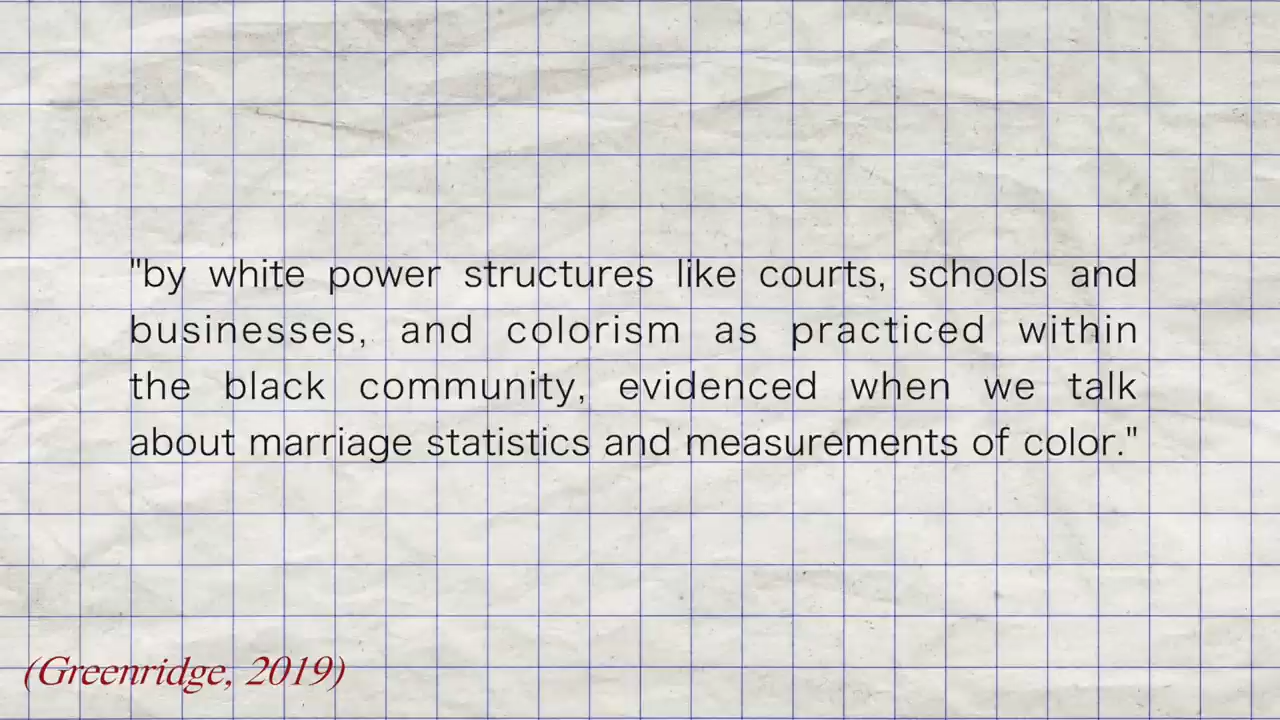 "by white power structures like courts, schools and
businesses, and colorism as practiced within
the black community, evidenced when we talk
about marriage statistics and measurements of color."
(Greenridge, 2019)